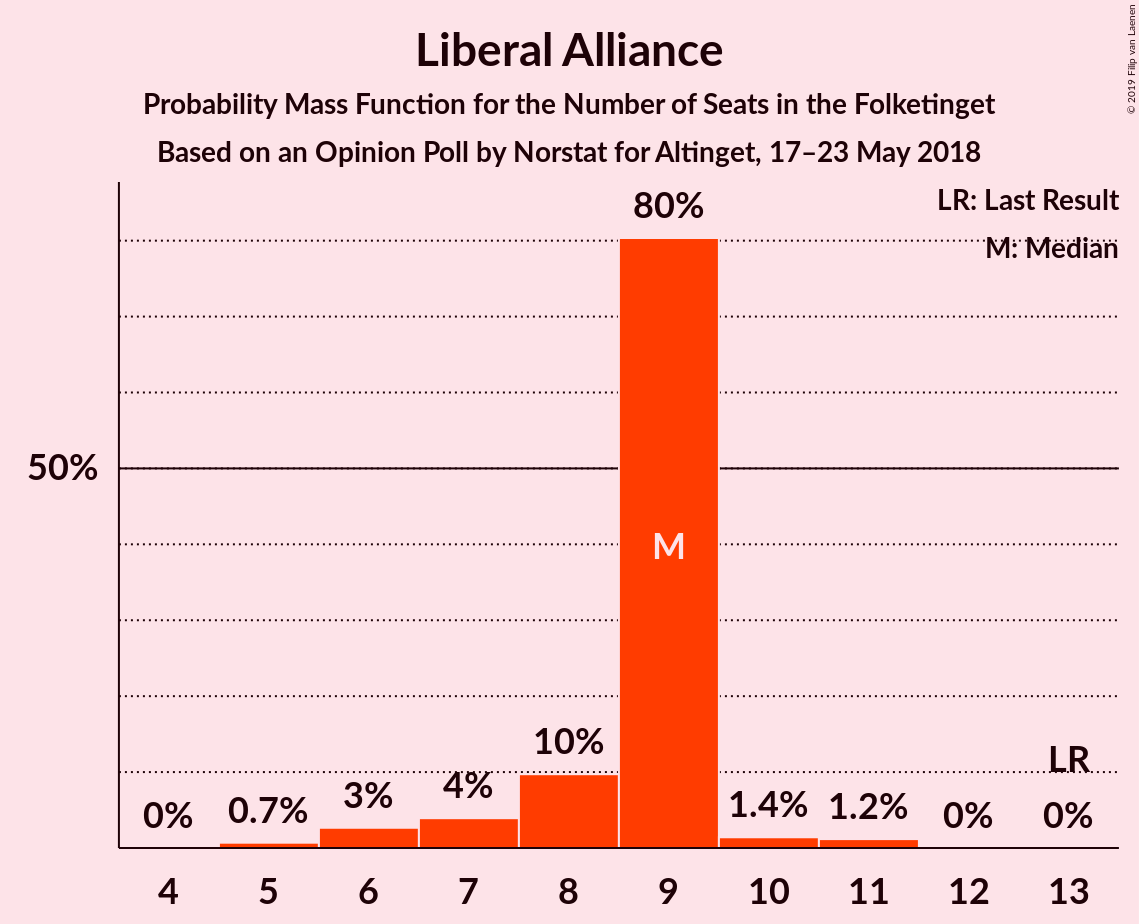 Liberal Alliance
Probability Mass Function for the Number of Seats in the Folketinget
Based on an Opinion Poll by Norstat for Altinget, 17–23 May 2018
© 2019 Filip van Laenen
LR: Last Result
M: Median
80%
50%
M
10%
LR
4%
3%
0.7%
0%
1.4%
1.2%
0%
0%
4 5 6 7 8 9 10 11 12 13